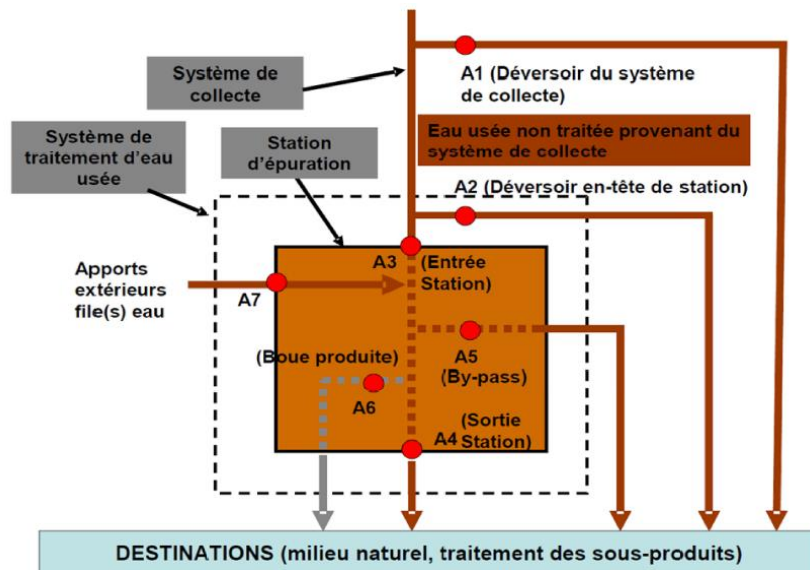 Système de
collecte
A1 (Déversoir du système
de collecte)
Système de
traitement d'eau
usée
Station
d'épuration
Eau usée non traitée provenant du
système de collecte
A2 (Déversoir en-tête de station)
Apports
extérieurs
file(s) eau
A7
A3
(Entrée
Station)
(Boue produite)
A6
A5
(By-pass)
A4
(Sortie
Station)
DESTINATIONS (milieu naturel, traitement des sous-produits)